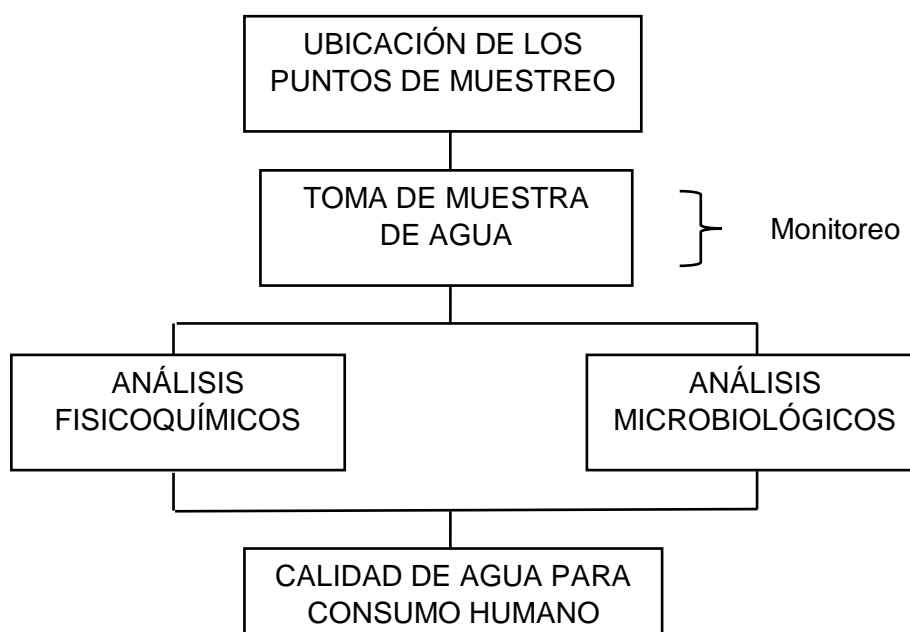 UBICACIÓN DE LOS
PUNTOS DE MUESTREO
TOMA DE MUESTRA
DE AGUA
Monitoreo
ANÁLISIS
FISICOQUÍMICOS
ANÁLISIS
MICROBIOLÓGICOS
CALIDAD DE AGUA PARA
CONSUMO HUMANO